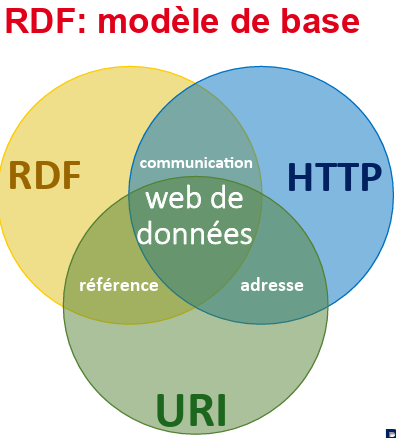 RDF: modèle de base
communication
RDF
HTTP
web de
données
référence
adresse
URI